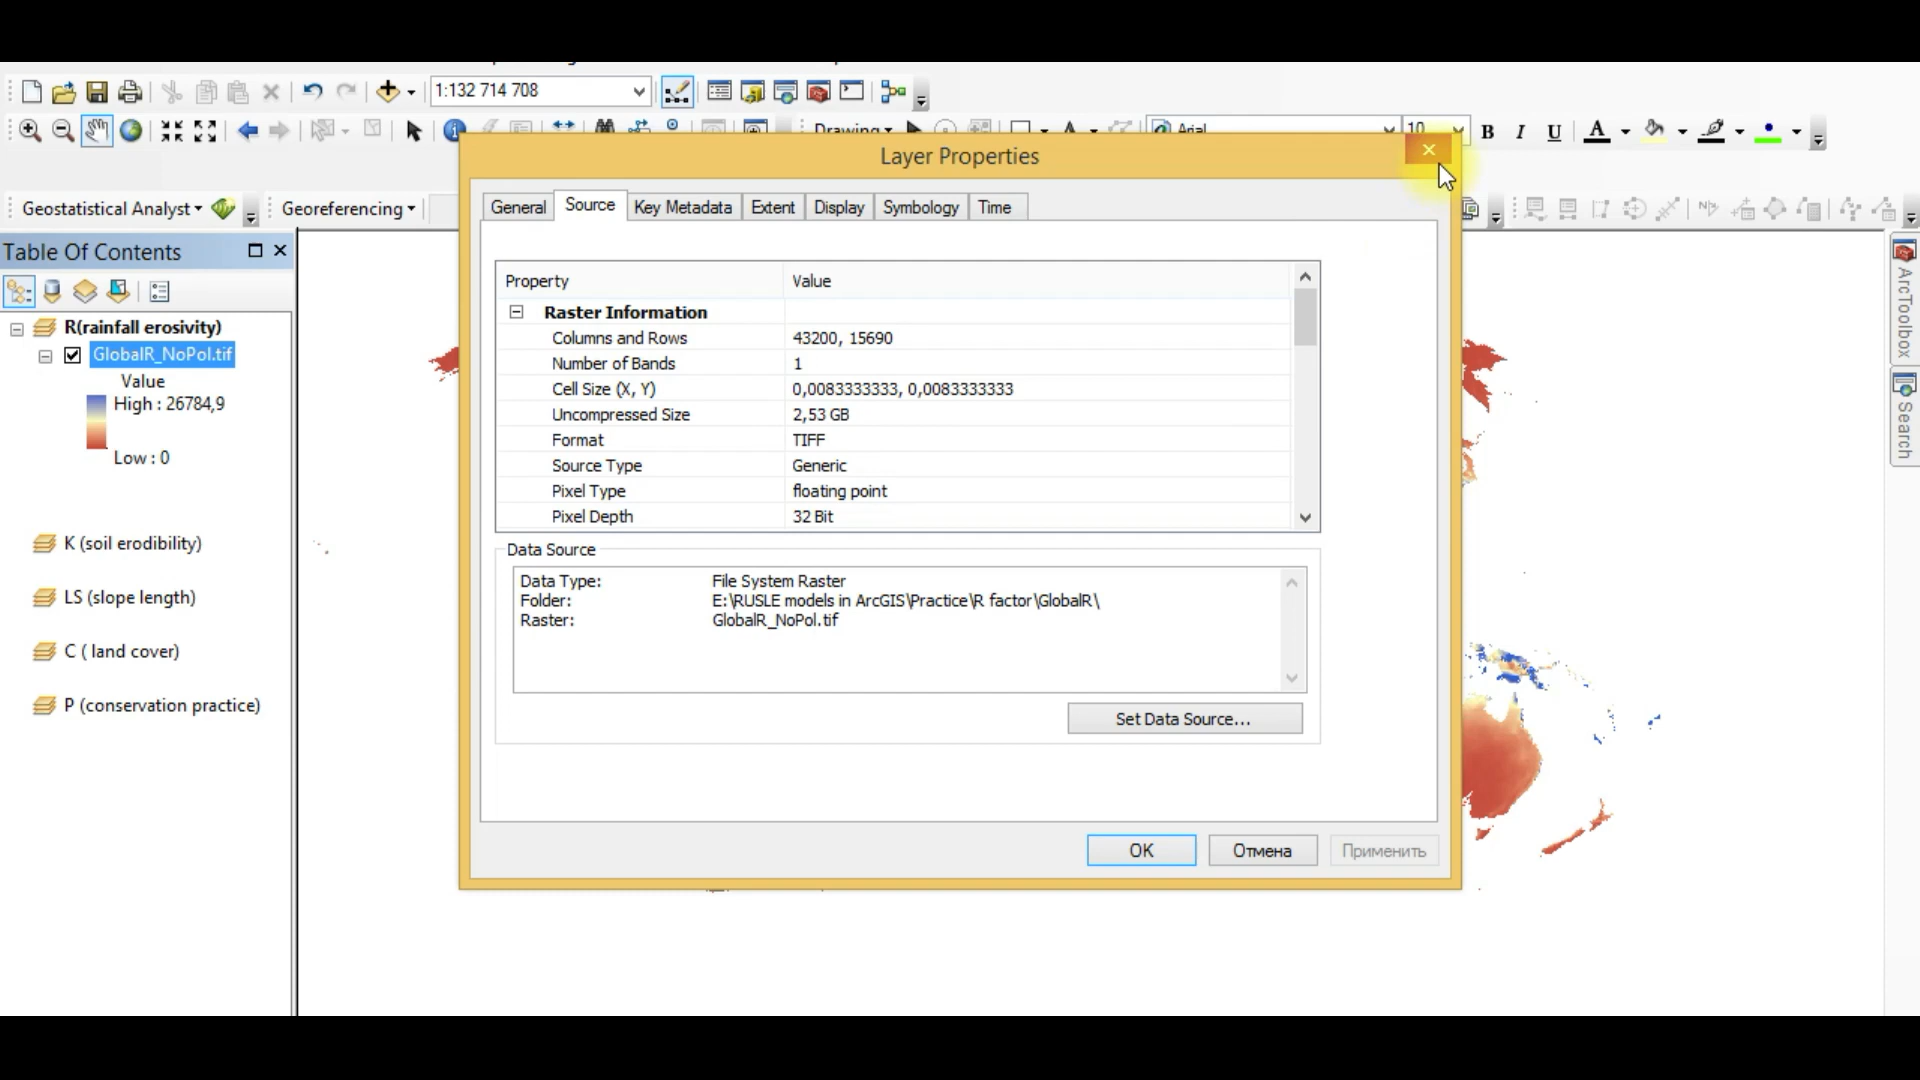 1:132 714 708
Drawing
Arial
10
B I U A
Layer Properties
Geostatistical Analyst
Georeferencing
General
Source
Key Metadata
Extent
Display
Symbology
Time
Table Of Contents
R(rainfall erosivity)
GlobalR_NoPol.tif
Value
High : 26784,9
Low : 0
K (soil erodibility)
LS (slope length)
C ( land cover)
P (conservation practice)
Property Value
Raster Information
Columns and Rows 43200, 15690
Number of Bands 1
Cell Size (X, Y) 0,0083333333, 0,0083333333
Uncompressed Size 2,53 GB
Format TIFF
Source Type Generic
Pixel Type floating point
Pixel Depth 32 Bit
Data Source
Data Type: File System Raster
Folder: E:\RUSLE models in ArcGIS\Practice\R factor\GlobalR\
Raster: GlobalR_NoPol.tif
Set Data Source...
OK
Отмена
Применить
ArcToolbox
Search